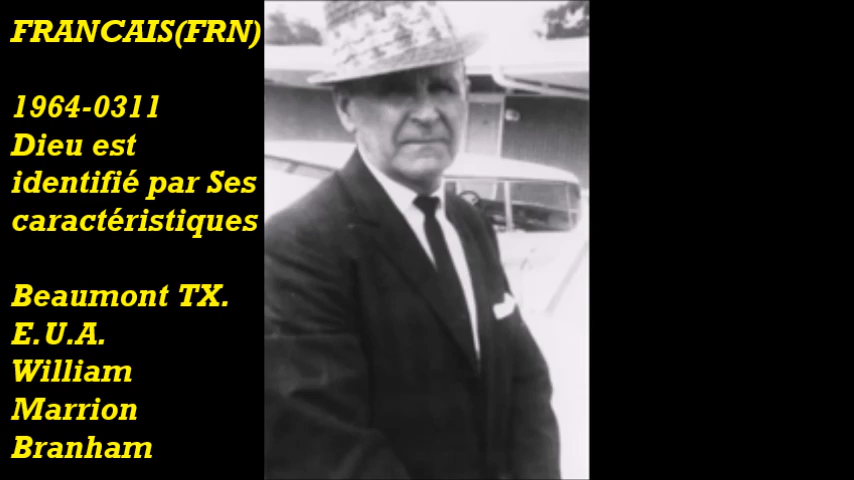 FRANCAIS(FRN)
1964-0311
Dieu est
identifié par Ses
caractéristiques
Beaumont TX.
E.U.A.
William
Marrion
Branham